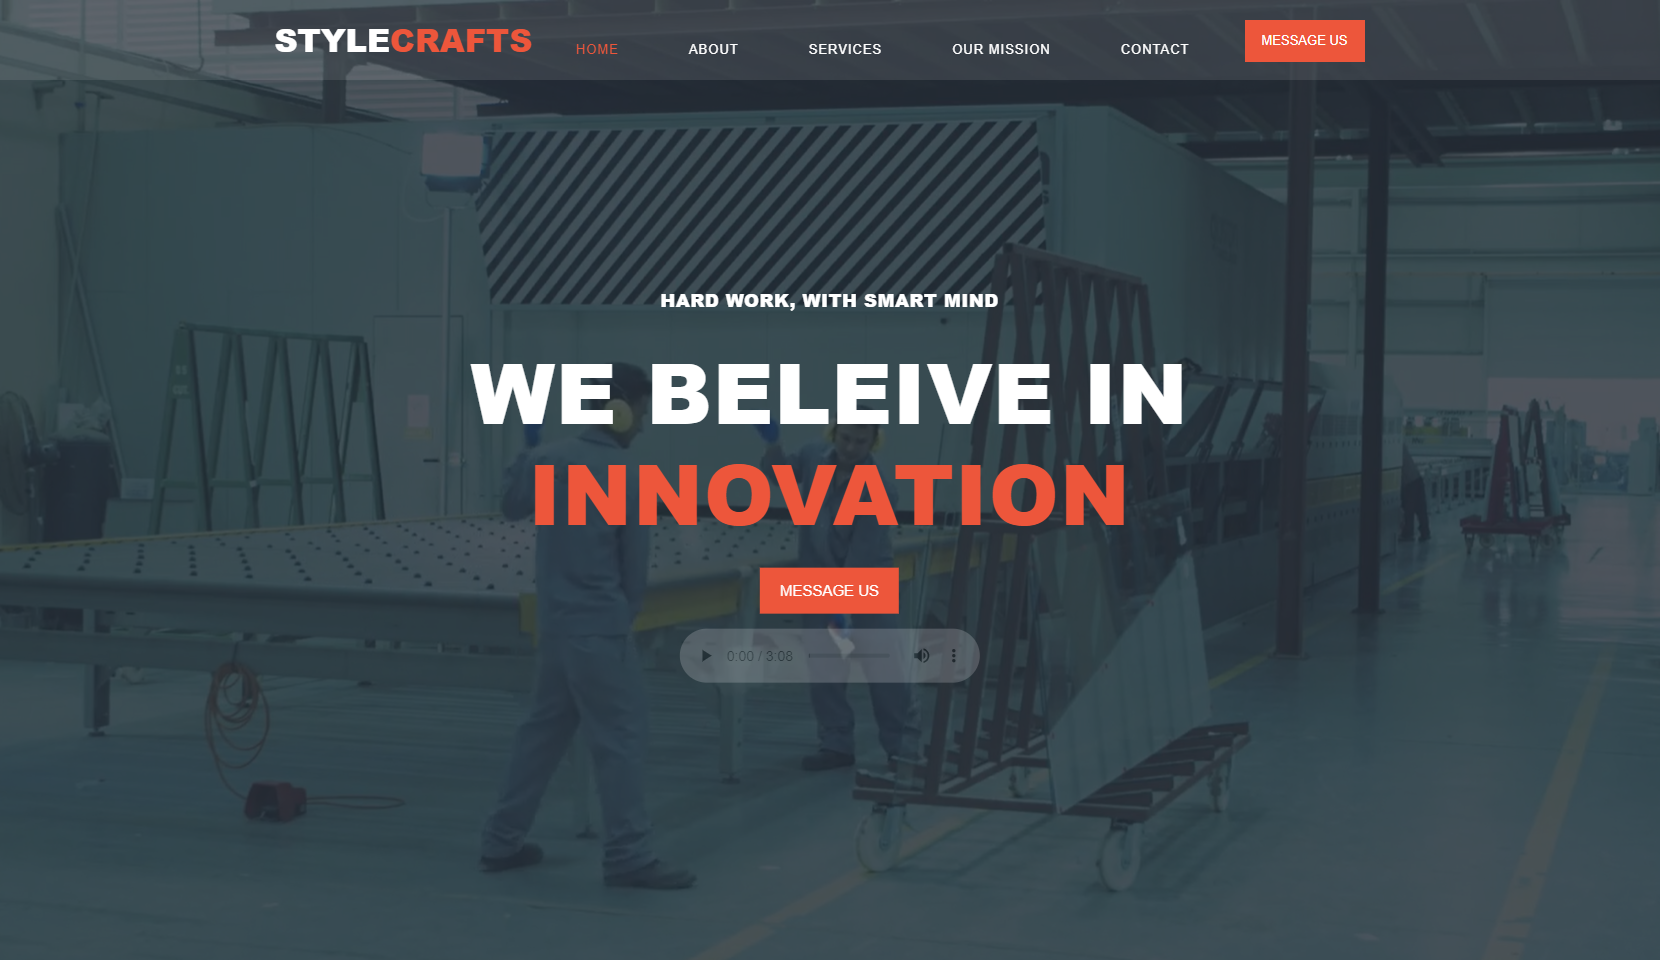 STYLECRAFTS
HOME ABOUT SERVICES OUR MISSION CONTACT MESSAGE US
HARD WORK, WITH SMART MIND
WE BELEIVE IN
INNOVATION
MESSAGE US
0:00 / 3:08